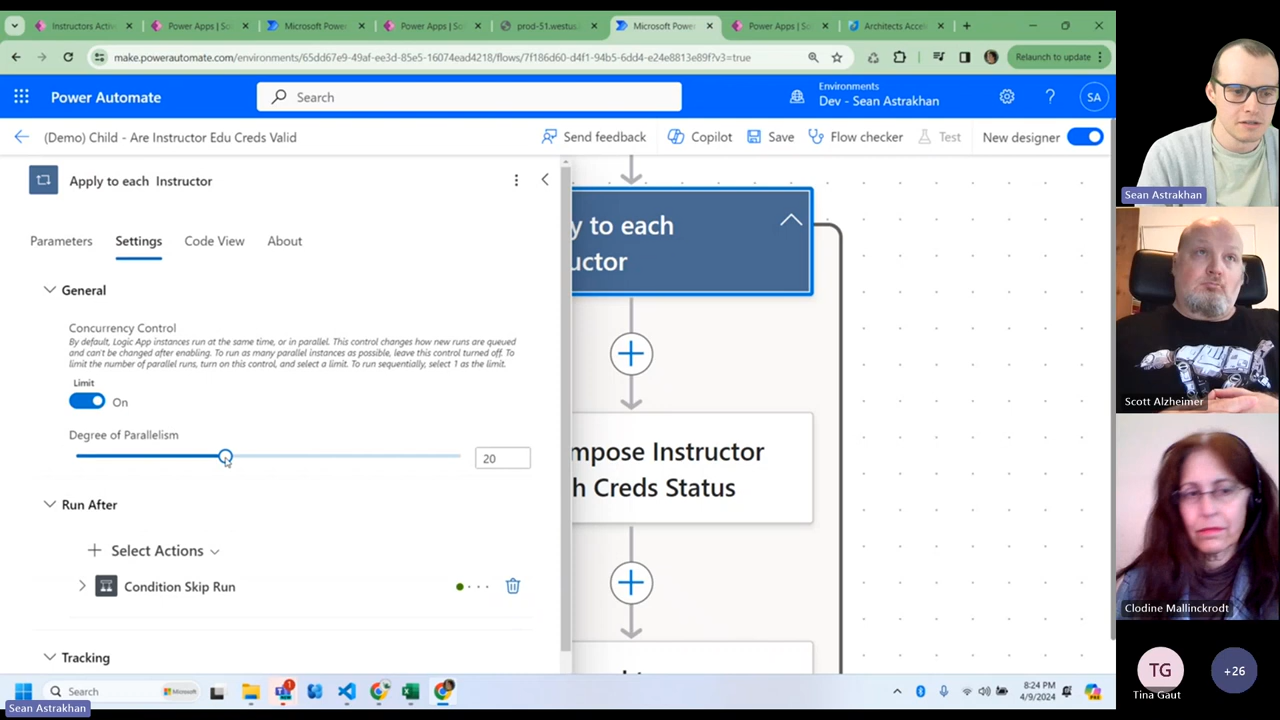 Instructors Activ
Power Apps | So
Microsoft Power
Power Apps | Sol
prod-51.westus.
Microsoft Power
Power Apps | Sol
Architects Accel
make.powerautomate.com/environments/65dd67e9-49af-ee3d-85e5-16074ead4218/flows/7f186d60-d4f1-94b5-6dd4-e24e8813e89f?v3=true
Relaunch to update
Power Automate
Search
Environments
Dev - Sean Astrakhan
SA
(Demo) Child - Are Instructor Edu Creds Valid
Send feedback
Copilot
Save
Flow checker
Test
New designer
Apply to each Instructor
Parameters
Settings
Code View
About
General
Concurrency Control
By default, Logic App instances run at the same time, or in parallel. This control changes how new runs are queued
and can't be changed after enabling. To run as many parallel instances as possible, leave this control turned off. To
limit the number of parallel runs, turn on this control, and select a limit. To run sequentially, select 1 as the limit.
Limit
On
Degree of Parallelism
20
Run After
Select Actions
Condition Skip Run
Tracking
y to each
uctor
mpose Instructor
h Creds Status
Sean Astrakhan
Scott Alzheimer
Clodine Mallinckrodt
TG
Tina Gaut
+26
Search
Microsoft
1
8:24 PM
4/9/2024
Sean Astrakhan